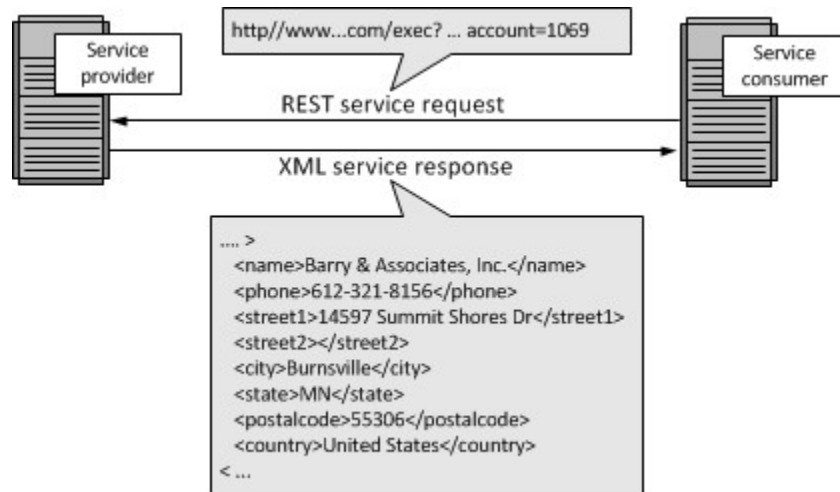 http//www...com/exec? ... account=1069
Service
provider
Service
consumer
REST service request
XML service response
.... >
<name>Barry & Associates, Inc.</name>
<phone>612-321-8156</phone>
<street1>14597 Summit Shores Dr</street1>
<street2></street2>
<city>Burnsville</city>
<state>MN</state>
<postalcode>55306</postalcode>
<country>United States</country>
< ...